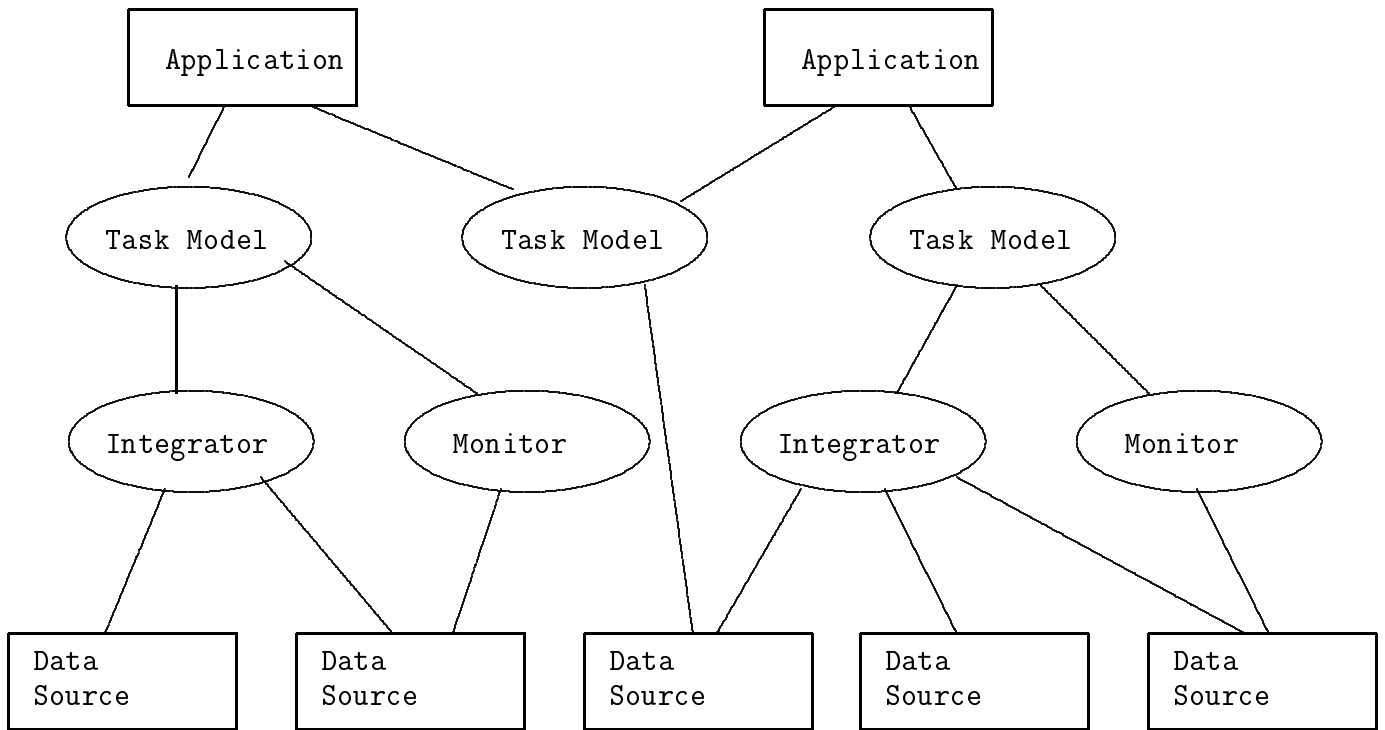 Application
Application
Task Model
Task Model
Task Model
Integrator
Monitor
Integrator
Monitor
Data
Source
Data
Source
Data
Source
Data
Source
Data
Source